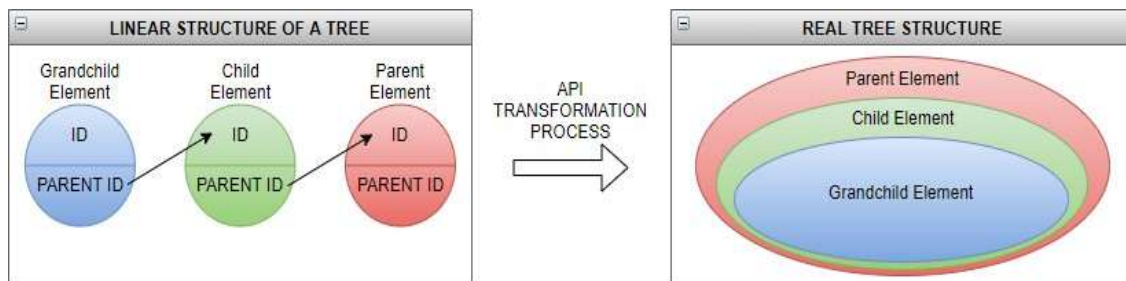 LINEAR STRUCTURE OF A TREE
Grandchild
Element
Child
Element
Parent
Element
ID
ID
ID
PARENT ID
PARENT ID
PARENT ID
API
TRANSFORMATION
PROCESS
REAL TREE STRUCTURE
Parent Element
Child Element
Grandchild Element